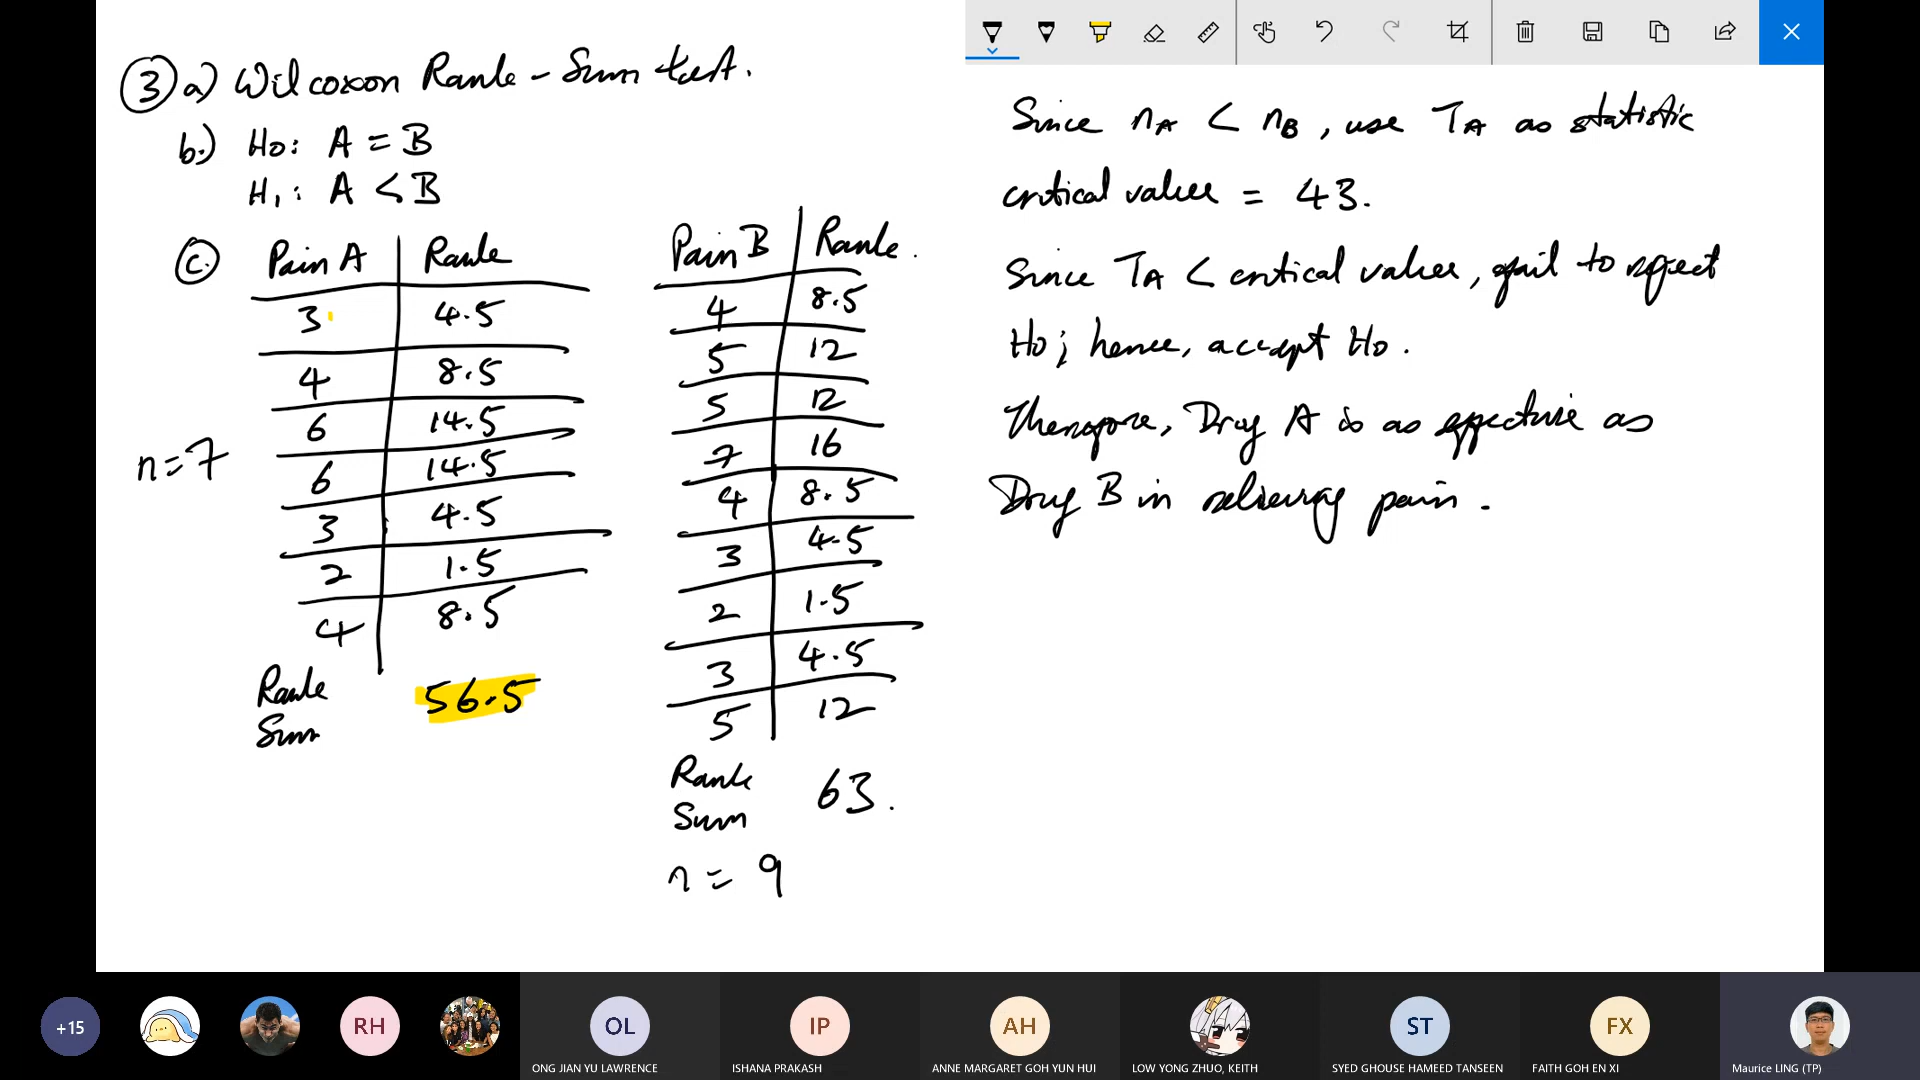 3 a) Wilcoxon Rank-Sum test.
b.) Ho: A = B
H1: A < B
c. Pain A Rank
3 4.5
4 8.5
6 14.5
6 14.5
3 4.5
2 1.5
4 8.5
n=7
Rank Sum 56.5
Pain B Rank.
4 8.5
5 12
5 12
7 16
4 8.5
3 4.5
2 1.5
3 4.5
5 12
Rank Sum 63.
n = 9
Since nA < nB, use TA as statistic
critical value = 43.
Since TA < critical value, fail to reject
Ho; hence, accept Ho.
Therefore, Drug A is as effective as
Drug B in relieving pain.
+15
RH
OL
IP
AH
ST
FX
ONG JIAN YU LAWRENCE
ISHANA PRAKASH
ANNE MARGARET GOH YUN HUI
LOW YONG ZHUO, KEITH
SYED GHOUSE HAMEED TANSEEN
FAITH GOH EN XI
Maurice LING (TP)